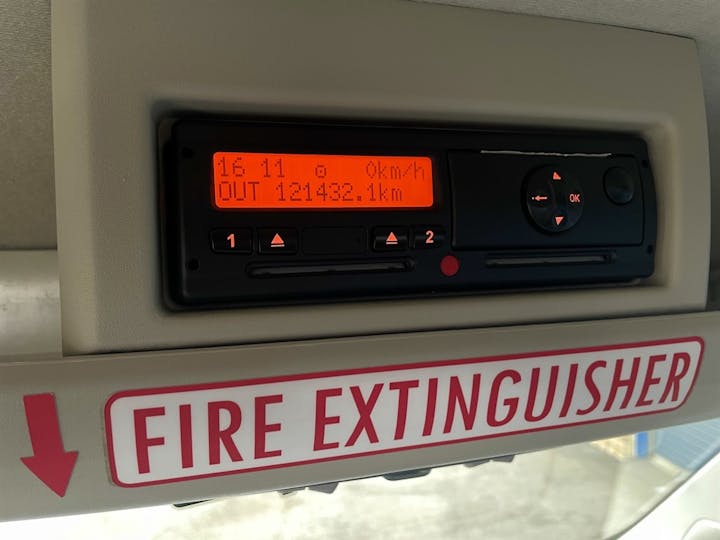 16 11 0km/h
OUT 121432.1km
1 2
OK
FIRE EXTINGUISHER